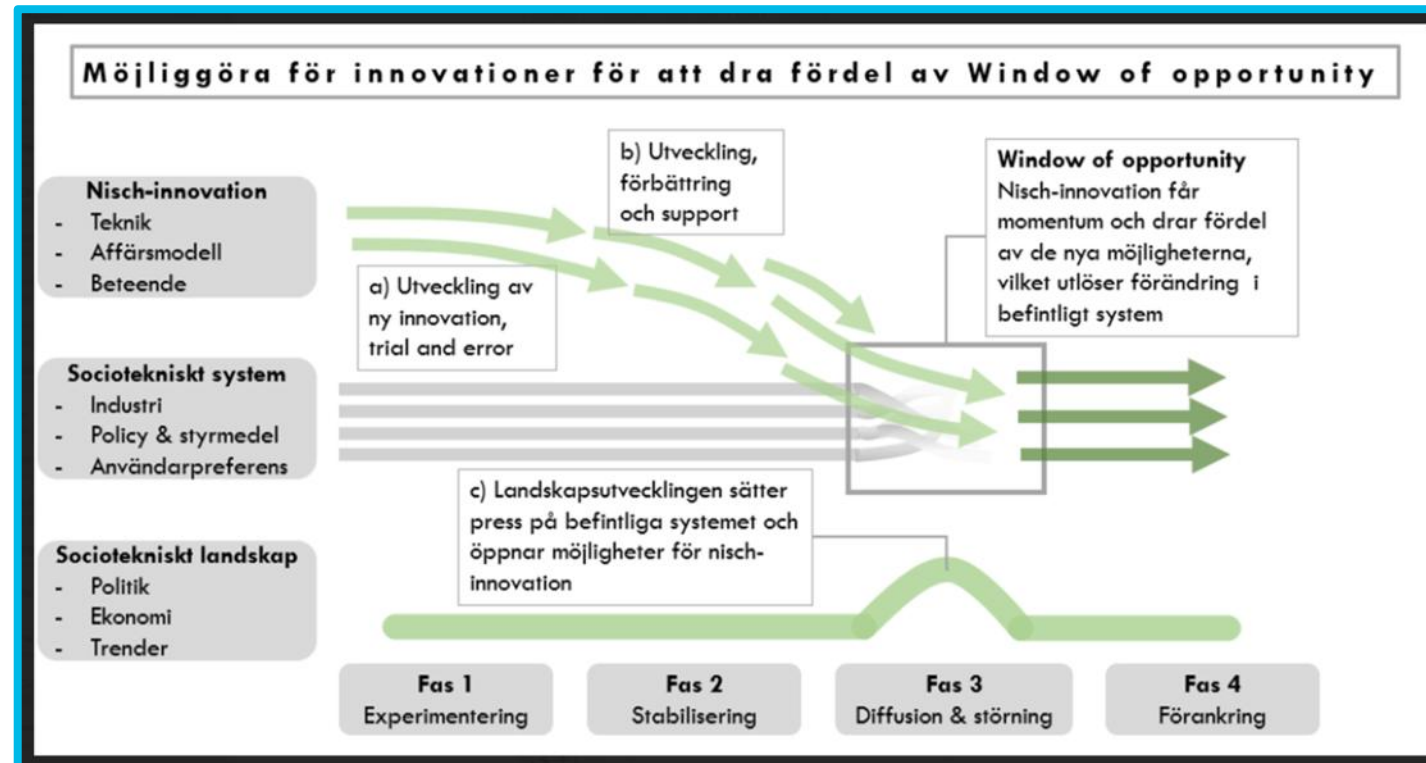 Möjliggöra för innovationer för att dra fördel av Window of opportunity
Nisch-innovation
- Teknik
- Affärsmodell
- Beteende
a) Utveckling av
ny innovation,
trial and error
b) Utveckling,
förbättring
och support
Window of opportunity
Nisch-innovation får
momentum och drar fördel
av de nya möjligheterna,
vilket utlöser förändring i
befintligt system
Sociotekniskt system
- Industri
- Policy & styrmedel
- Användarpreferens
c) Landskapsutvecklingen sätter
press på befintliga systemet och
öppnar möjligheter för nisch-
innovation
Sociotekniskt landskap
- Politik
- Ekonomi
- Trender
Fas 1
Experimentering
Fas 2
Stabilisering
Fas 3
Diffusion & störning
Fas 4
Förankring